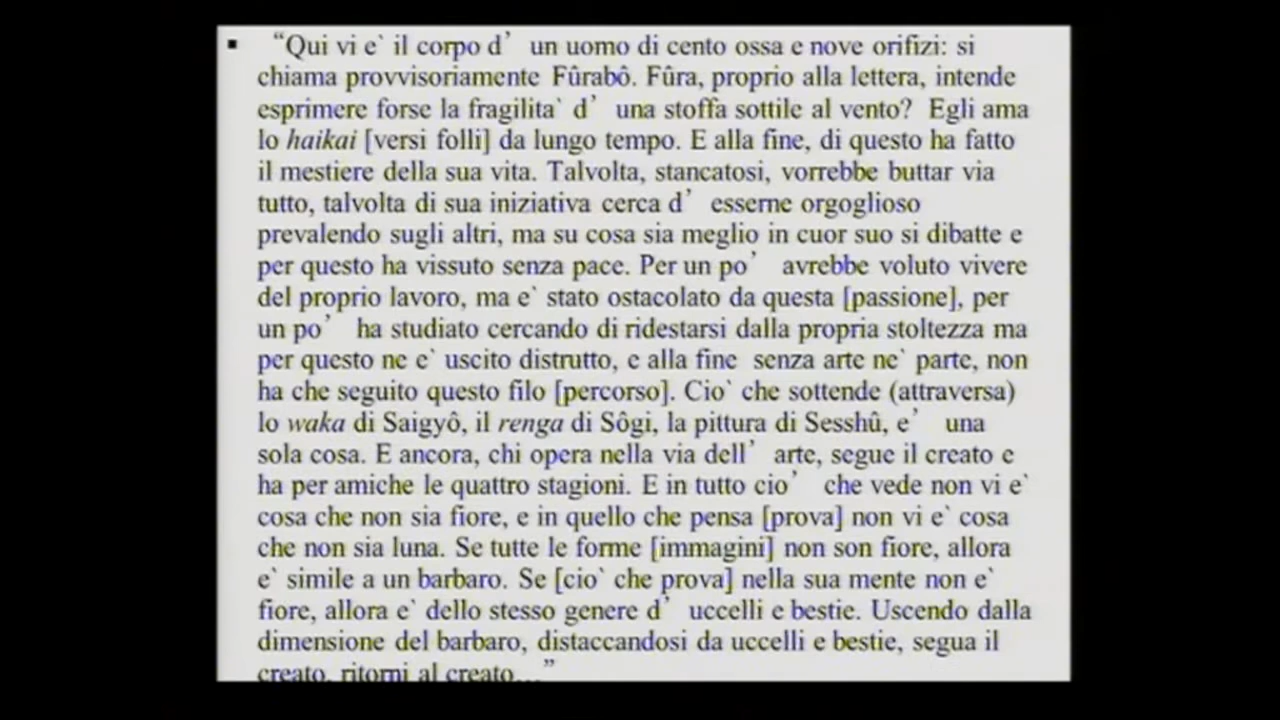 ▪ “Qui vi e` il corpo d’ un uomo di cento ossa e nove orifizi: si
chiama provvisoriamente Fûrabô. Fûra, proprio alla lettera, intende
esprimere forse la fragilita` d’ una stoffa sottile al vento? Egli ama
lo haikai [versi folli] da lungo tempo. E alla fine, di questo ha fatto
il mestiere della sua vita. Talvolta, stancatosi, vorrebbe buttar via
tutto, talvolta di sua iniziativa cerca d’ esserne orgoglioso
prevalendo sugli altri, ma su cosa sia meglio in cuor suo si dibatte e
per questo ha vissuto senza pace. Per un po’ avrebbe voluto vivere
del proprio lavoro, ma e` stato ostacolato da questa [passione], per
un po’ ha studiato cercando di ridestarsi dalla propria stoltezza ma
per questo ne e` uscito distrutto, e alla fine senza arte ne` parte, non
ha che seguito questo filo [percorso]. Cio` che sottende (attraversa)
lo waka di Saigyô, il renga di Sôgi, la pittura di Sesshû, e’ una
sola cosa. E ancora, chi opera nella via dell’ arte, segue il creato e
ha per amiche le quattro stagioni. E in tutto cio’ che vede non vi e`
cosa che non sia fiore, e in quello che pensa [prova] non vi e` cosa
che non sia luna. Se tutte le forme [immagini] non son fiore, allora
e` simile a un barbaro. Se [cio` che prova] nella sua mente non e`
fiore, allora e` dello stesso genere d’ uccelli e bestie. Uscendo dalla
dimensione del barbaro, distaccandosi da uccelli e bestie, segua il
creato, ritorni al creato…”